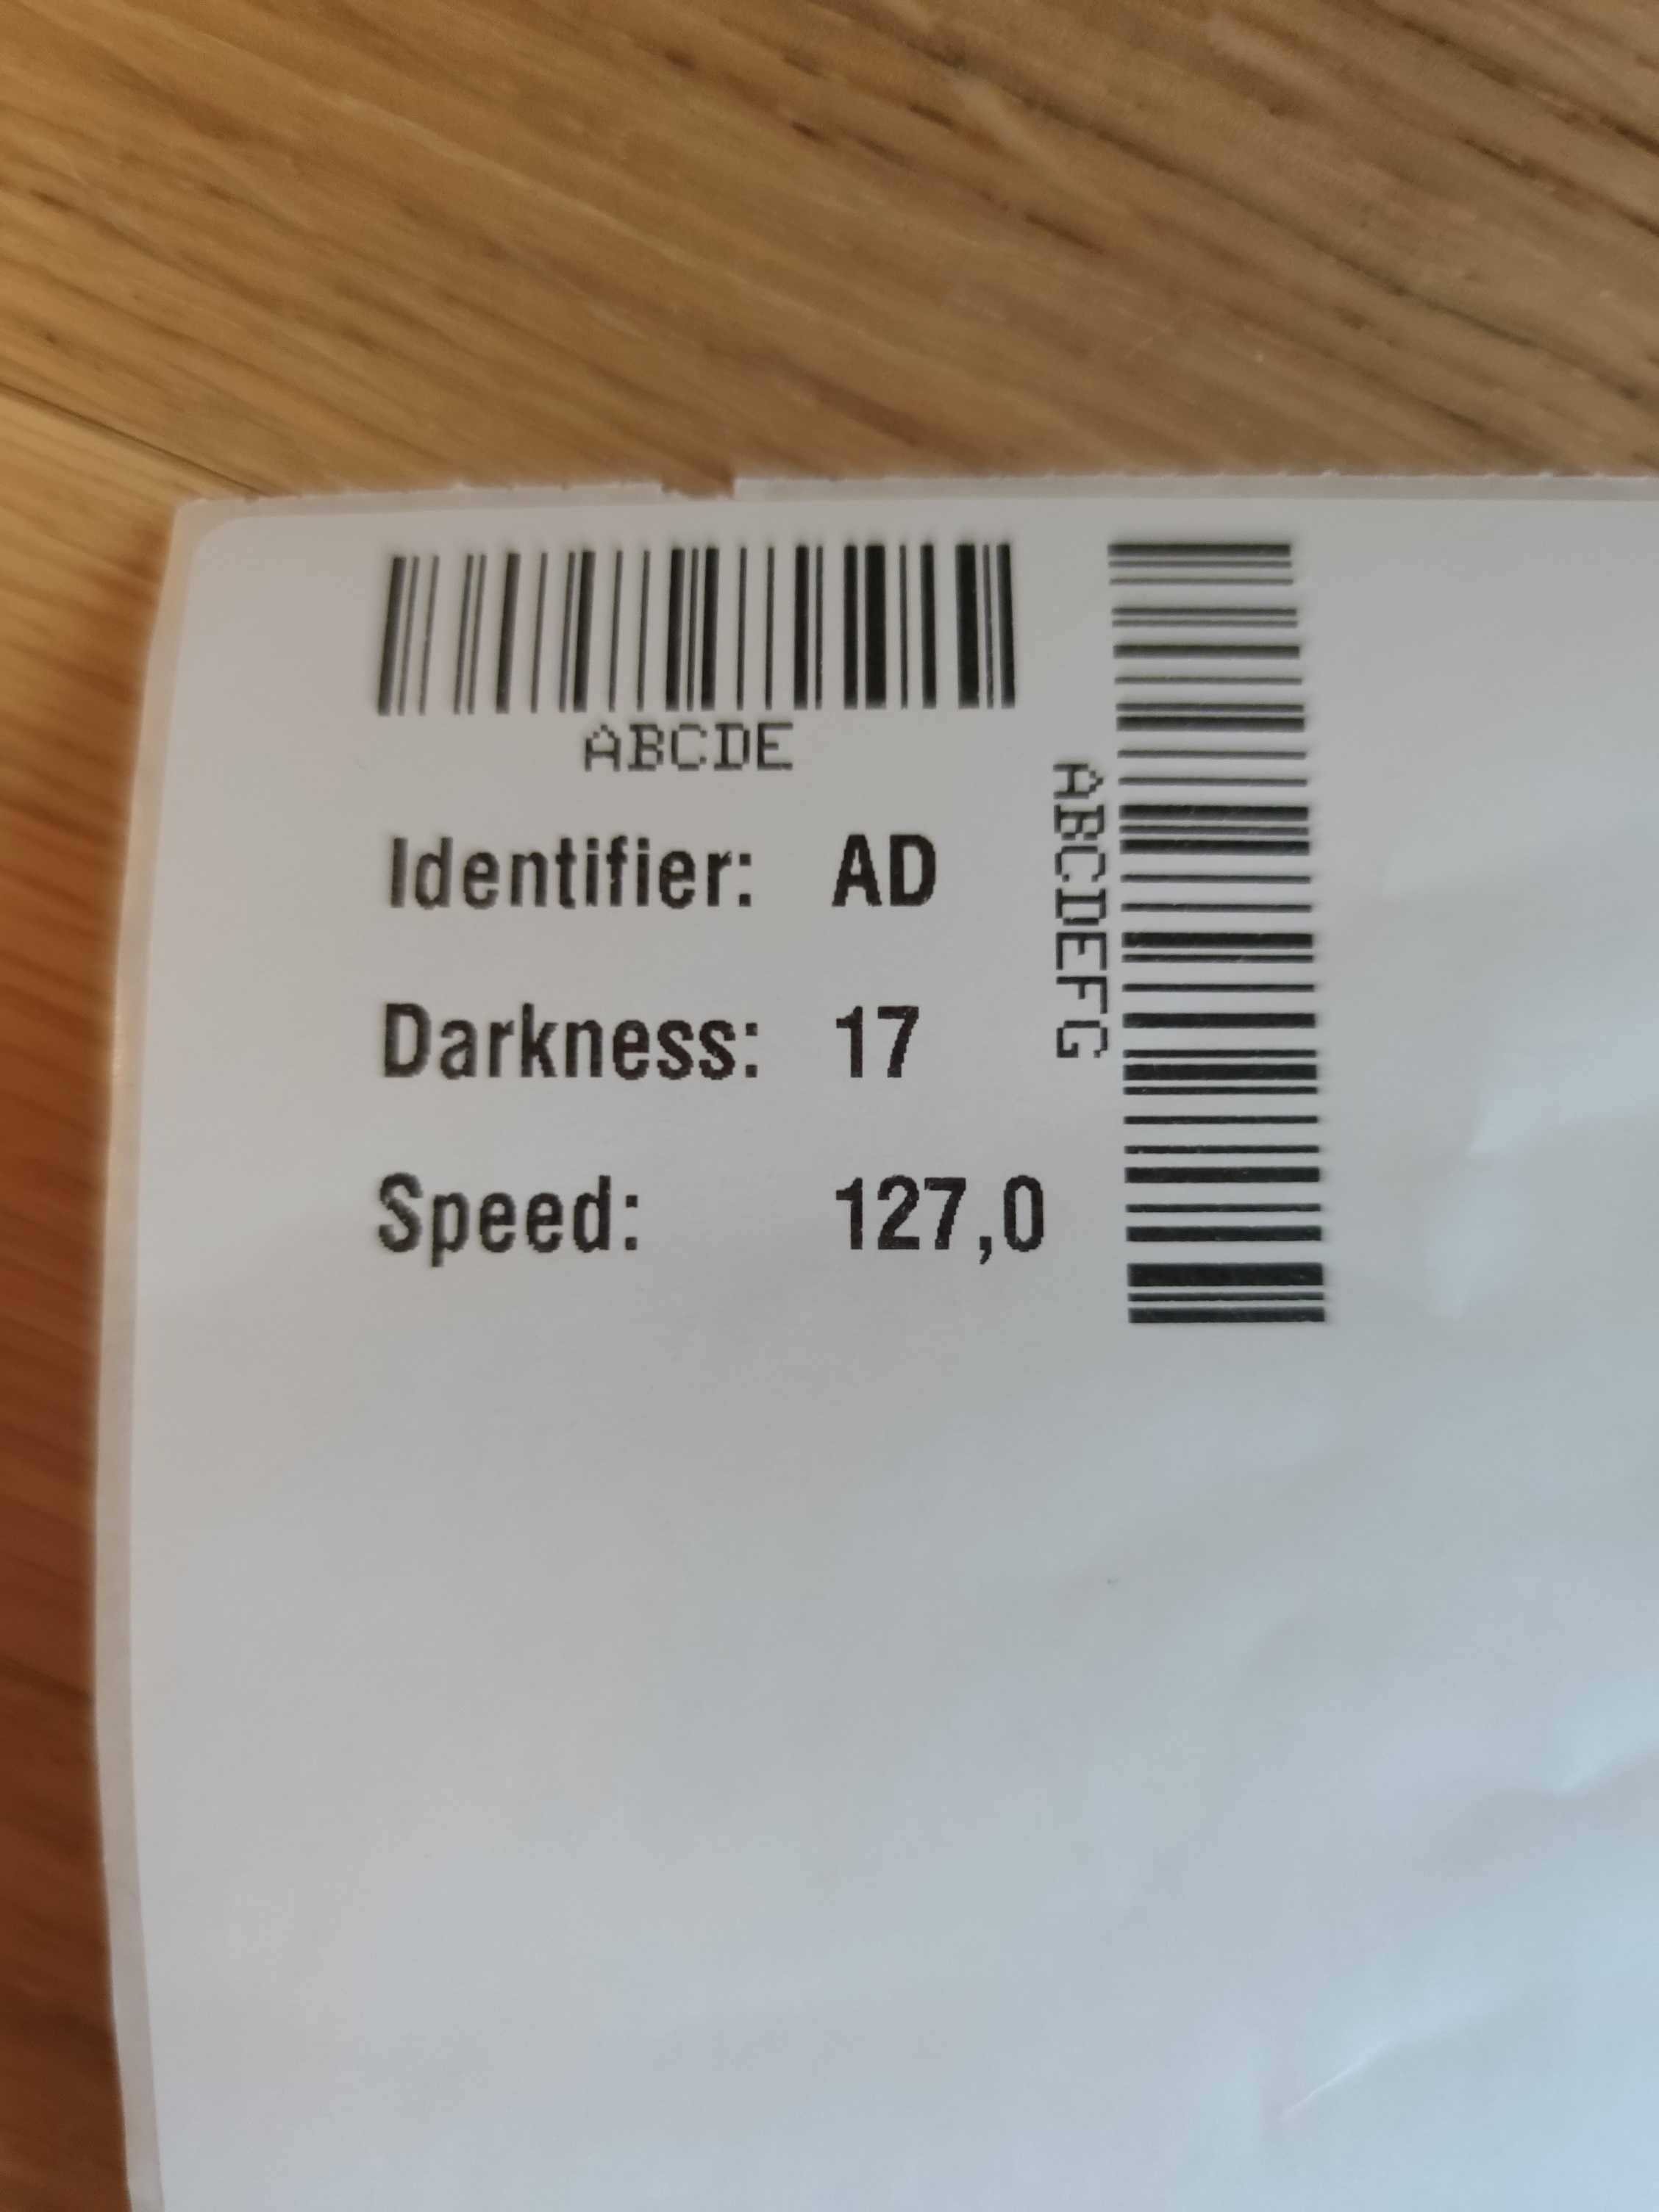 ABCDE
Identifier: AD
Darkness: 17
Speed: 127,0
ABCDEFG